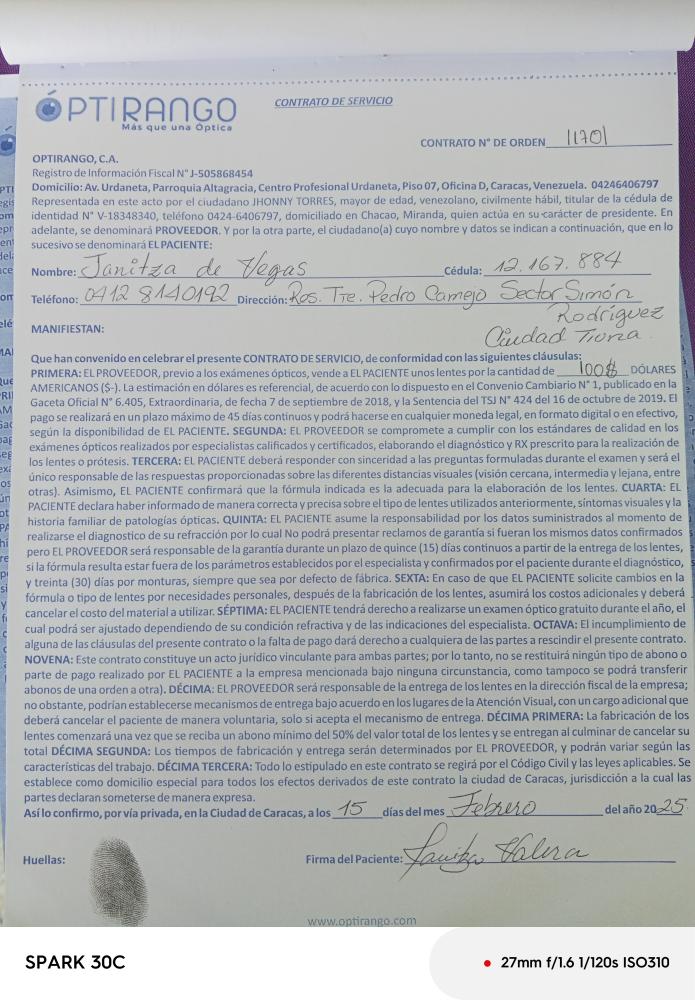 ÓPTIRANGO
Más que una Óptica
CONTRATO DE SERVICIO
CONTRATO N° DE ORDEN 11701
OPTIRANGO, C.A.
Registro de Información Fiscal N° J-505868454
Domicilio: Av. Urdaneta, Parroquia Altagracia, Centro Profesional Urdaneta, Piso 07, Oficina D, Caracas, Venezuela. 04246406797
Representada en este acto por el ciudadano JHONNY TORRES, mayor de edad, venezolano, civilmente hábil, titular de la cédula de
identidad N° V-18348340, teléfono 0424-6406797, domiciliado en Chacao, Miranda, quien actúa en su carácter de presidente. En
adelante, se denominará PROVEEDOR. Y por la otra parte, el ciudadano(a) cuyo nombre y datos se indican a continuación, que en lo
sucesivo se denominará EL PACIENTE:
Nombre: Janitza de Vegas Cédula: 12.167.884
Teléfono: 0412 8140192 Dirección: Res. Tte. Pedro Camejo Sector Simón
Rodríguez
MANIFIESTAN: Ciudad Tiuna
Que han convenido en celebrar el presente CONTRATO DE SERVICIO, de conformidad con las siguientes cláusulas:
PRIMERA: EL PROVEEDOR, previo a los exámenes ópticos, vende a EL PACIENTE unos lentes por la cantidad de 100$ DÓLARES
AMERICANOS ($-). La estimación en dólares es referencial, de acuerdo con lo dispuesto en el Convenio Cambiario N° 1, publicado en la
Gaceta Oficial N° 6.405, Extraordinaria, de fecha 7 de septiembre de 2018, y la Sentencia del TSJ N° 424 del 16 de octubre de 2019. El
pago se realizará en un plazo máximo de 45 días continuos y podrá hacerse en cualquier moneda legal, en formato digital o en efectivo,
según la disponibilidad de EL PACIENTE. SEGUNDA: EL PROVEEDOR se compromete a cumplir con los estándares de calidad en los
exámenes ópticos realizados por especialistas calificados y certificados, elaborando el diagnóstico y RX prescrito para la realización de
los lentes o prótesis. TERCERA: EL PACIENTE deberá responder con sinceridad a las preguntas formuladas durante el examen y será el
único responsable de las respuestas proporcionadas sobre las diferentes distancias visuales (visión cercana, intermedia y lejana, entre
otras). Asimismo, EL PACIENTE confirmará que la fórmula indicada es la adecuada para la elaboración de los lentes. CUARTA: EL
PACIENTE declara haber informado de manera correcta y precisa sobre el tipo de lentes utilizados anteriormente, síntomas visuales y la
historia familiar de patologías ópticas. QUINTA: EL PACIENTE asume la responsabilidad por los datos suministrados al momento de
realizarse el diagnostico de su refracción por lo cual No podrá presentar reclamos de garantía si fueran los mismos datos confirmados
pero EL PROVEEDOR será responsable de la garantía durante un plazo de quince (15) días continuos a partir de la entrega de los lentes,
si la fórmula resulta estar fuera de los parámetros establecidos por el especialista y confirmados por el paciente durante el diagnóstico,
y treinta (30) días por monturas, siempre que sea por defecto de fábrica. SEXTA: En caso de que EL PACIENTE solicite cambios en la
fórmula o tipo de lentes por necesidades personales, después de la fabricación de los lentes, asumirá los costos adicionales y deberá
cancelar el costo del material a utilizar. SÉPTIMA: EL PACIENTE tendrá derecho a realizarse un examen óptico gratuito durante el año, el
cual podrá ser ajustado dependiendo de su condición refractiva y de las indicaciones del especialista. OCTAVA: El incumplimiento de
alguna de las cláusulas del presente contrato o la falta de pago dará derecho a cualquiera de las partes a rescindir el presente contrato.
NOVENA: Este contrato constituye un acto jurídico vinculante para ambas partes; por lo tanto, no se restituirá ningún tipo de abono o
parte de pago realizado por EL PACIENTE a la empresa mencionada bajo ninguna circunstancia, como tampoco se podrá transferir
abonos de una orden a otra). DÉCIMA: EL PROVEEDOR será responsable de la entrega de los lentes en la dirección fiscal de la empresa;
no obstante, podrían establecerse mecanismos de entrega bajo acuerdo en los lugares de la Atención Visual, con un cargo adicional que
deberá cancelar el paciente de manera voluntaria, solo si acepta el mecanismo de entrega. DÉCIMA PRIMERA: La fabricación de los
lentes comenzará una vez que se reciba un abono mínimo del 50% del valor total de los lentes y se entregan al culminar de cancelar su
total DÉCIMA SEGUNDA: Los tiempos de fabricación y entrega serán determinados por EL PROVEEDOR, y podrán variar según las
características del trabajo. DÉCIMA TERCERA: Todo lo estipulado en este contrato se regirá por el Código Civil y las leyes aplicables. Se
establece como domicilio especial para todos los efectos derivados de este contrato la ciudad de Caracas, jurisdicción a la cual las
partes declaran someterse de manera expresa.
Así lo confirmo, por vía privada, en la Ciudad de Caracas, a los 15 días del mes Febrero del año 2025
Huellas: Firma del Paciente: Janitza Valera
www.optirango.com
SPARK 30C 27mm f/1.6 1/120s ISO310